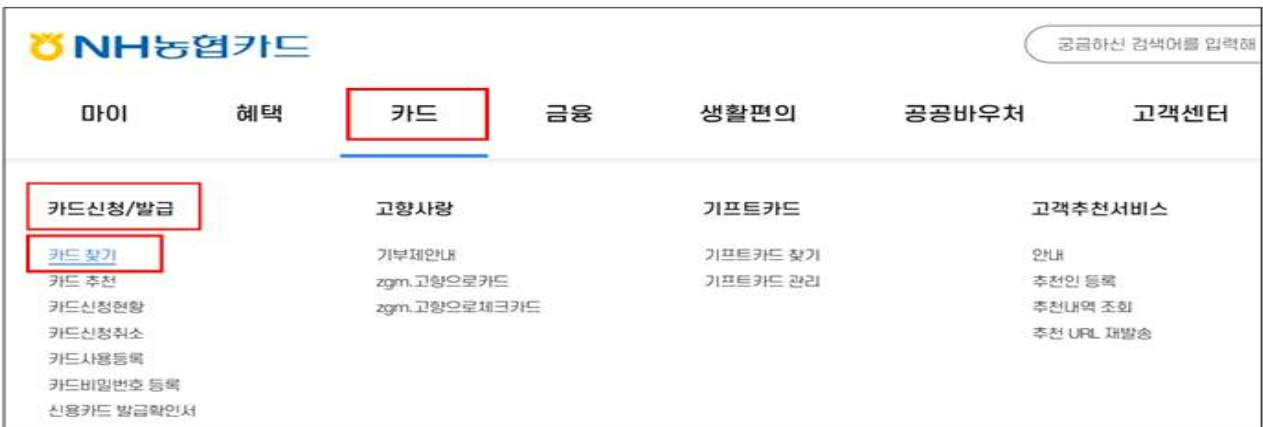 NH농협카드
궁금하신 검색어를 입력해
마이 혜택 카드 금융 생활편의 공공바우처 고객센터
카드신청/발급 고향사랑 기프트카드 고객추천서비스
카드 찾기 기부제안내 기프트카드 찾기 안내
카드 추천 zgm.고향으로카드 기프트카드 관리 추천인 등록
카드신청현황 zgm.고향으로체크카드 추천내역 조회
카드신청취소 추천 URL 재발송
카드사용등록
카드비밀번호 등록
신용카드 발급확인서